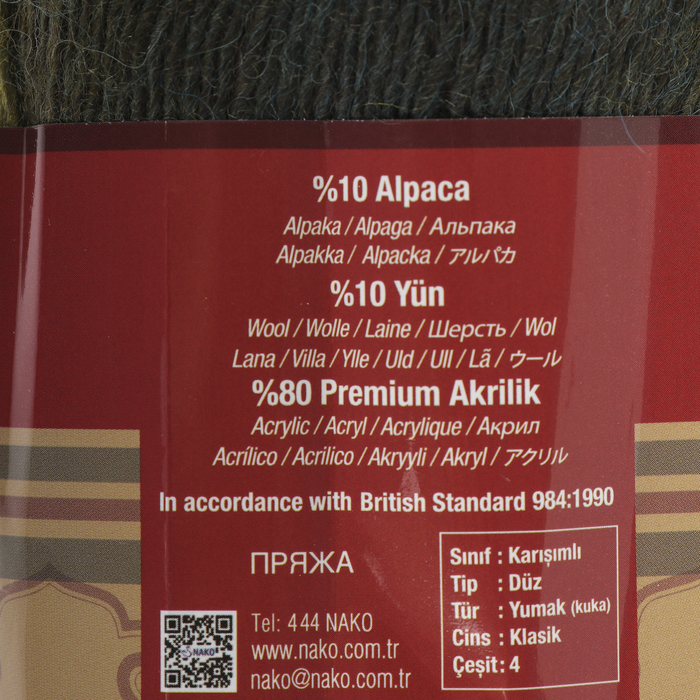 %10 Alpaca
Alpaka / Alpaga / Альпака
Alpakka / Alpacka / アルパカ
%10 Yün
Wool / Wolle / Laine / Шерсть / Wol
Lana / Villa / Ylle / Uld / Ull / Lã / ウール
%80 Premium Akrilik
Acrylic / Acryl / Acrylique / Акрил
Acrílico / Acrilico / Akryyli / Akryl / アクリル
In accordance with British Standard 984:1990
ПРЯЖА
NAKO
Tel: 444 NAKO
www.nako.com.tr
nako@nako.com.tr
Sınıf : Karışımlı
Tip : Düz
Tür : Yumak (kuka)
Cins : Klasik
Çeşit : 4